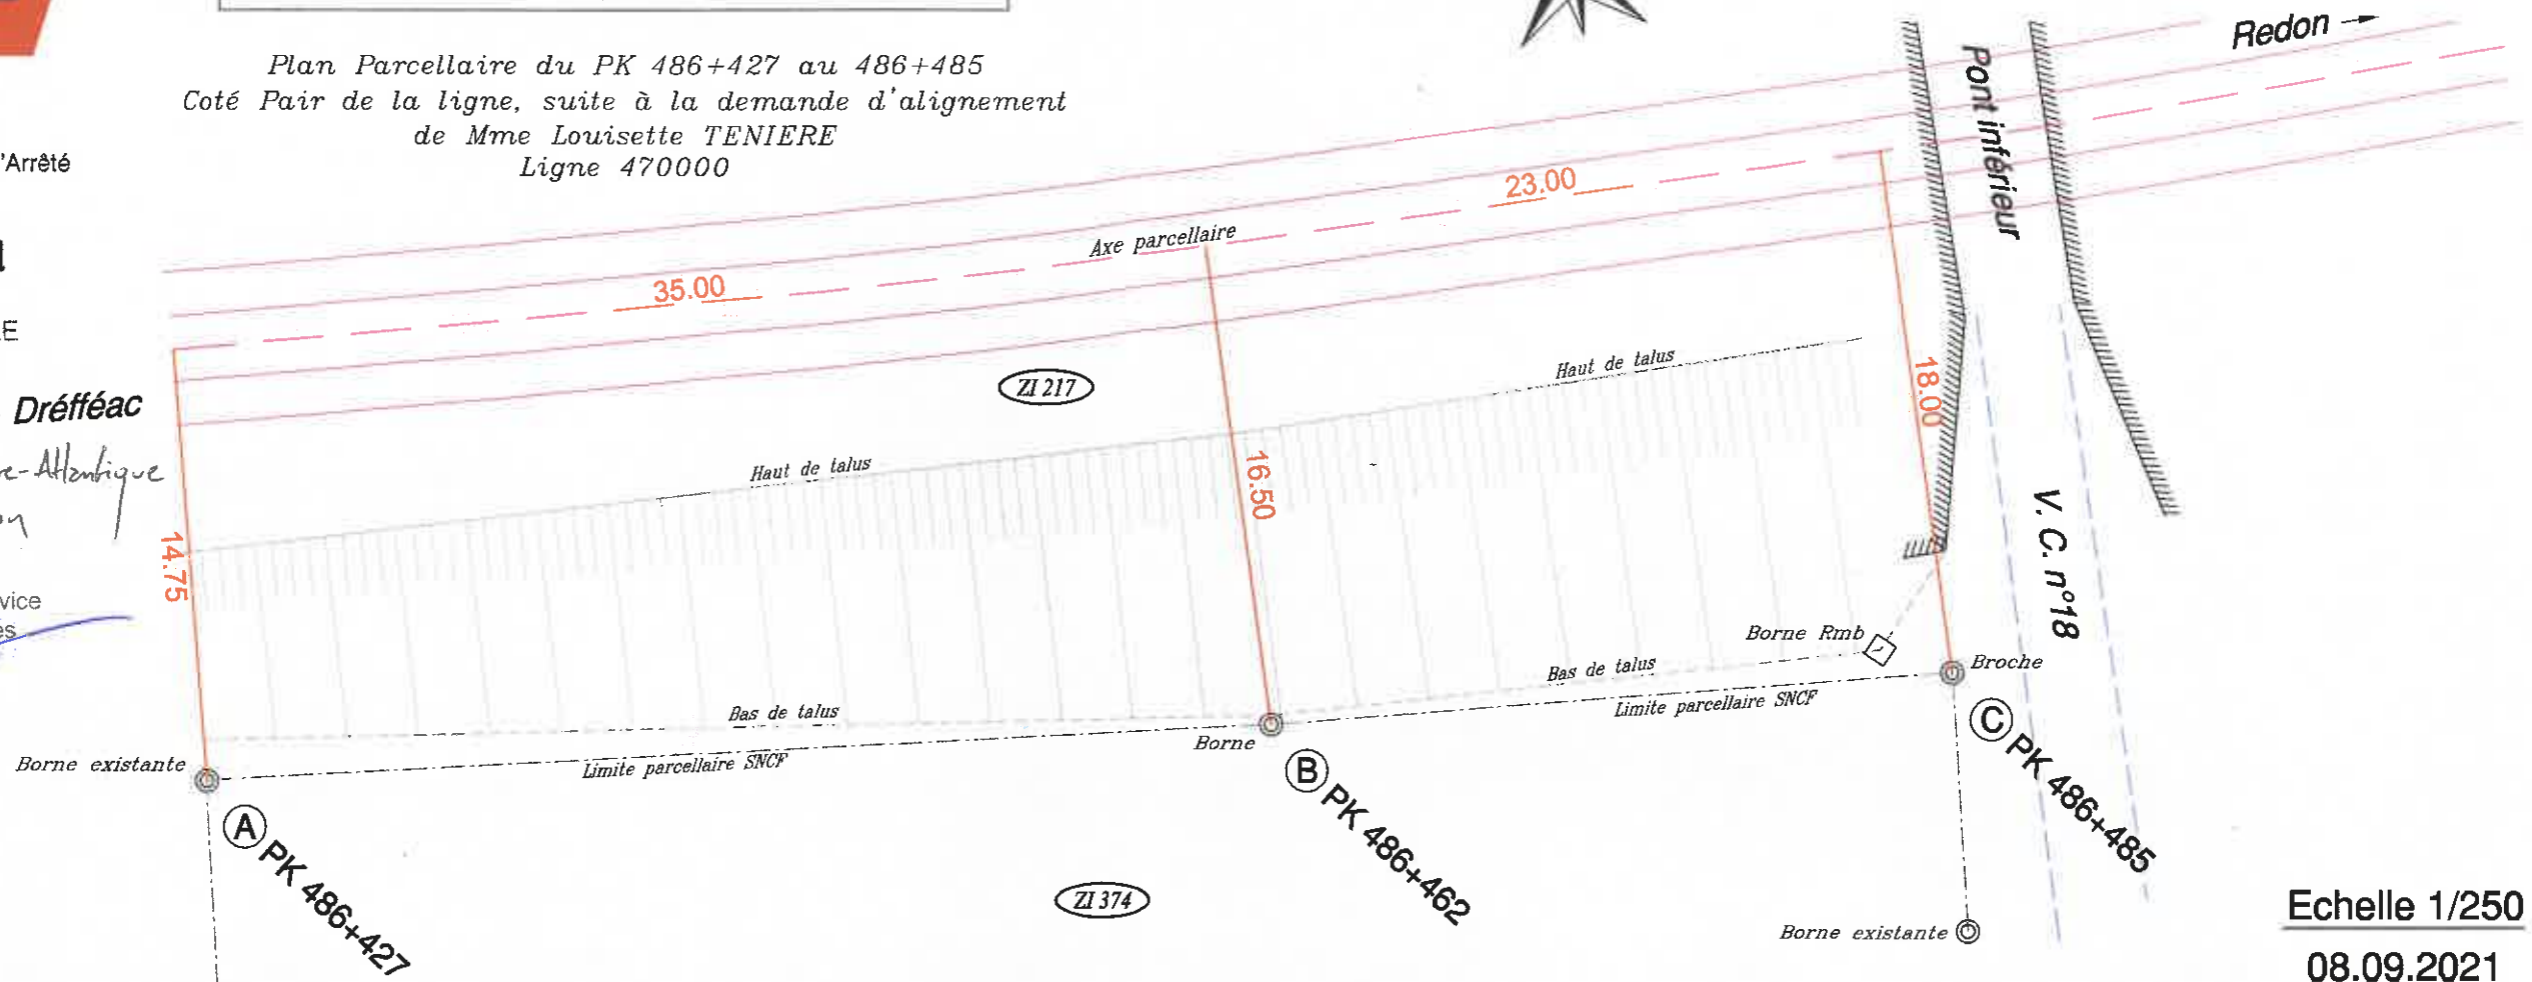 Plan Parcellaire du PK 486+427 au 486+485
Coté Pair de la ligne, suite à la demande d'alignement
de Mme Louisette TENIERE
Ligne 470000
'Arrêté
E
Dréfféac
re-Atlantique
vice
es
Redon
Pont inférieur
23.00
Axe parcellaire
35.00
ZI 217
Haut de talus
18.00
Haut de talus
16.50
14.75
V. C. n°18
Borne Rmb
Bas de talus
Broche
Limite parcellaire SNCF
Bas de talus
Borne
Limite parcellaire SNCF
Borne existante
A PK 486+427
B PK 486+462
C PK 486+485
ZI 374
Borne existante
Echelle 1/250
08.09.2021